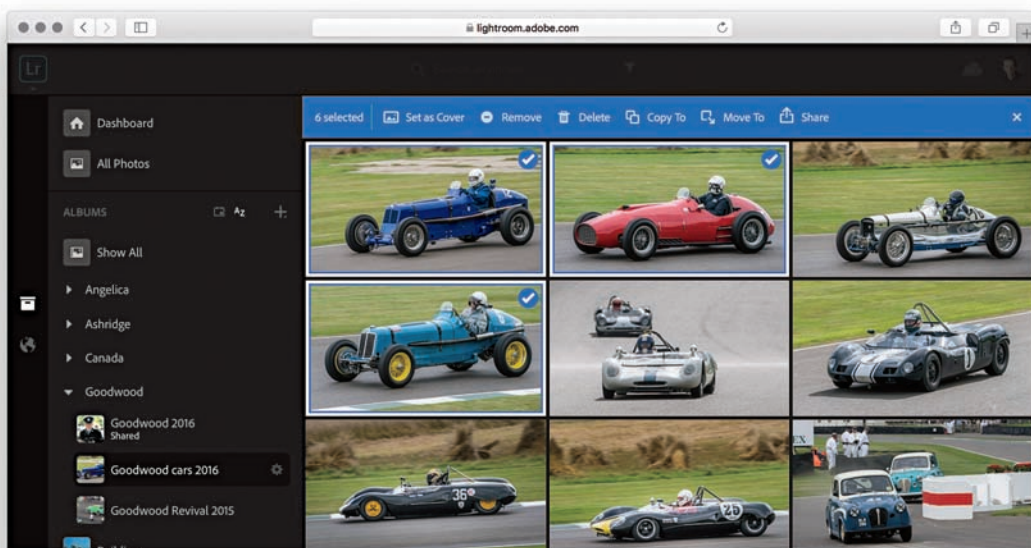 lightroom.adobe.com
Lr
Dashboard
All Photos
ALBUMS
AZ
Show All
Angelica
Ashridge
Canada
Goodwood
Goodwood 2016
Shared
Goodwood cars 2016
Goodwood Revival 2015
6 selected
Set as Cover
Remove
Delete
Copy To
Move To
Share
36
25
EX